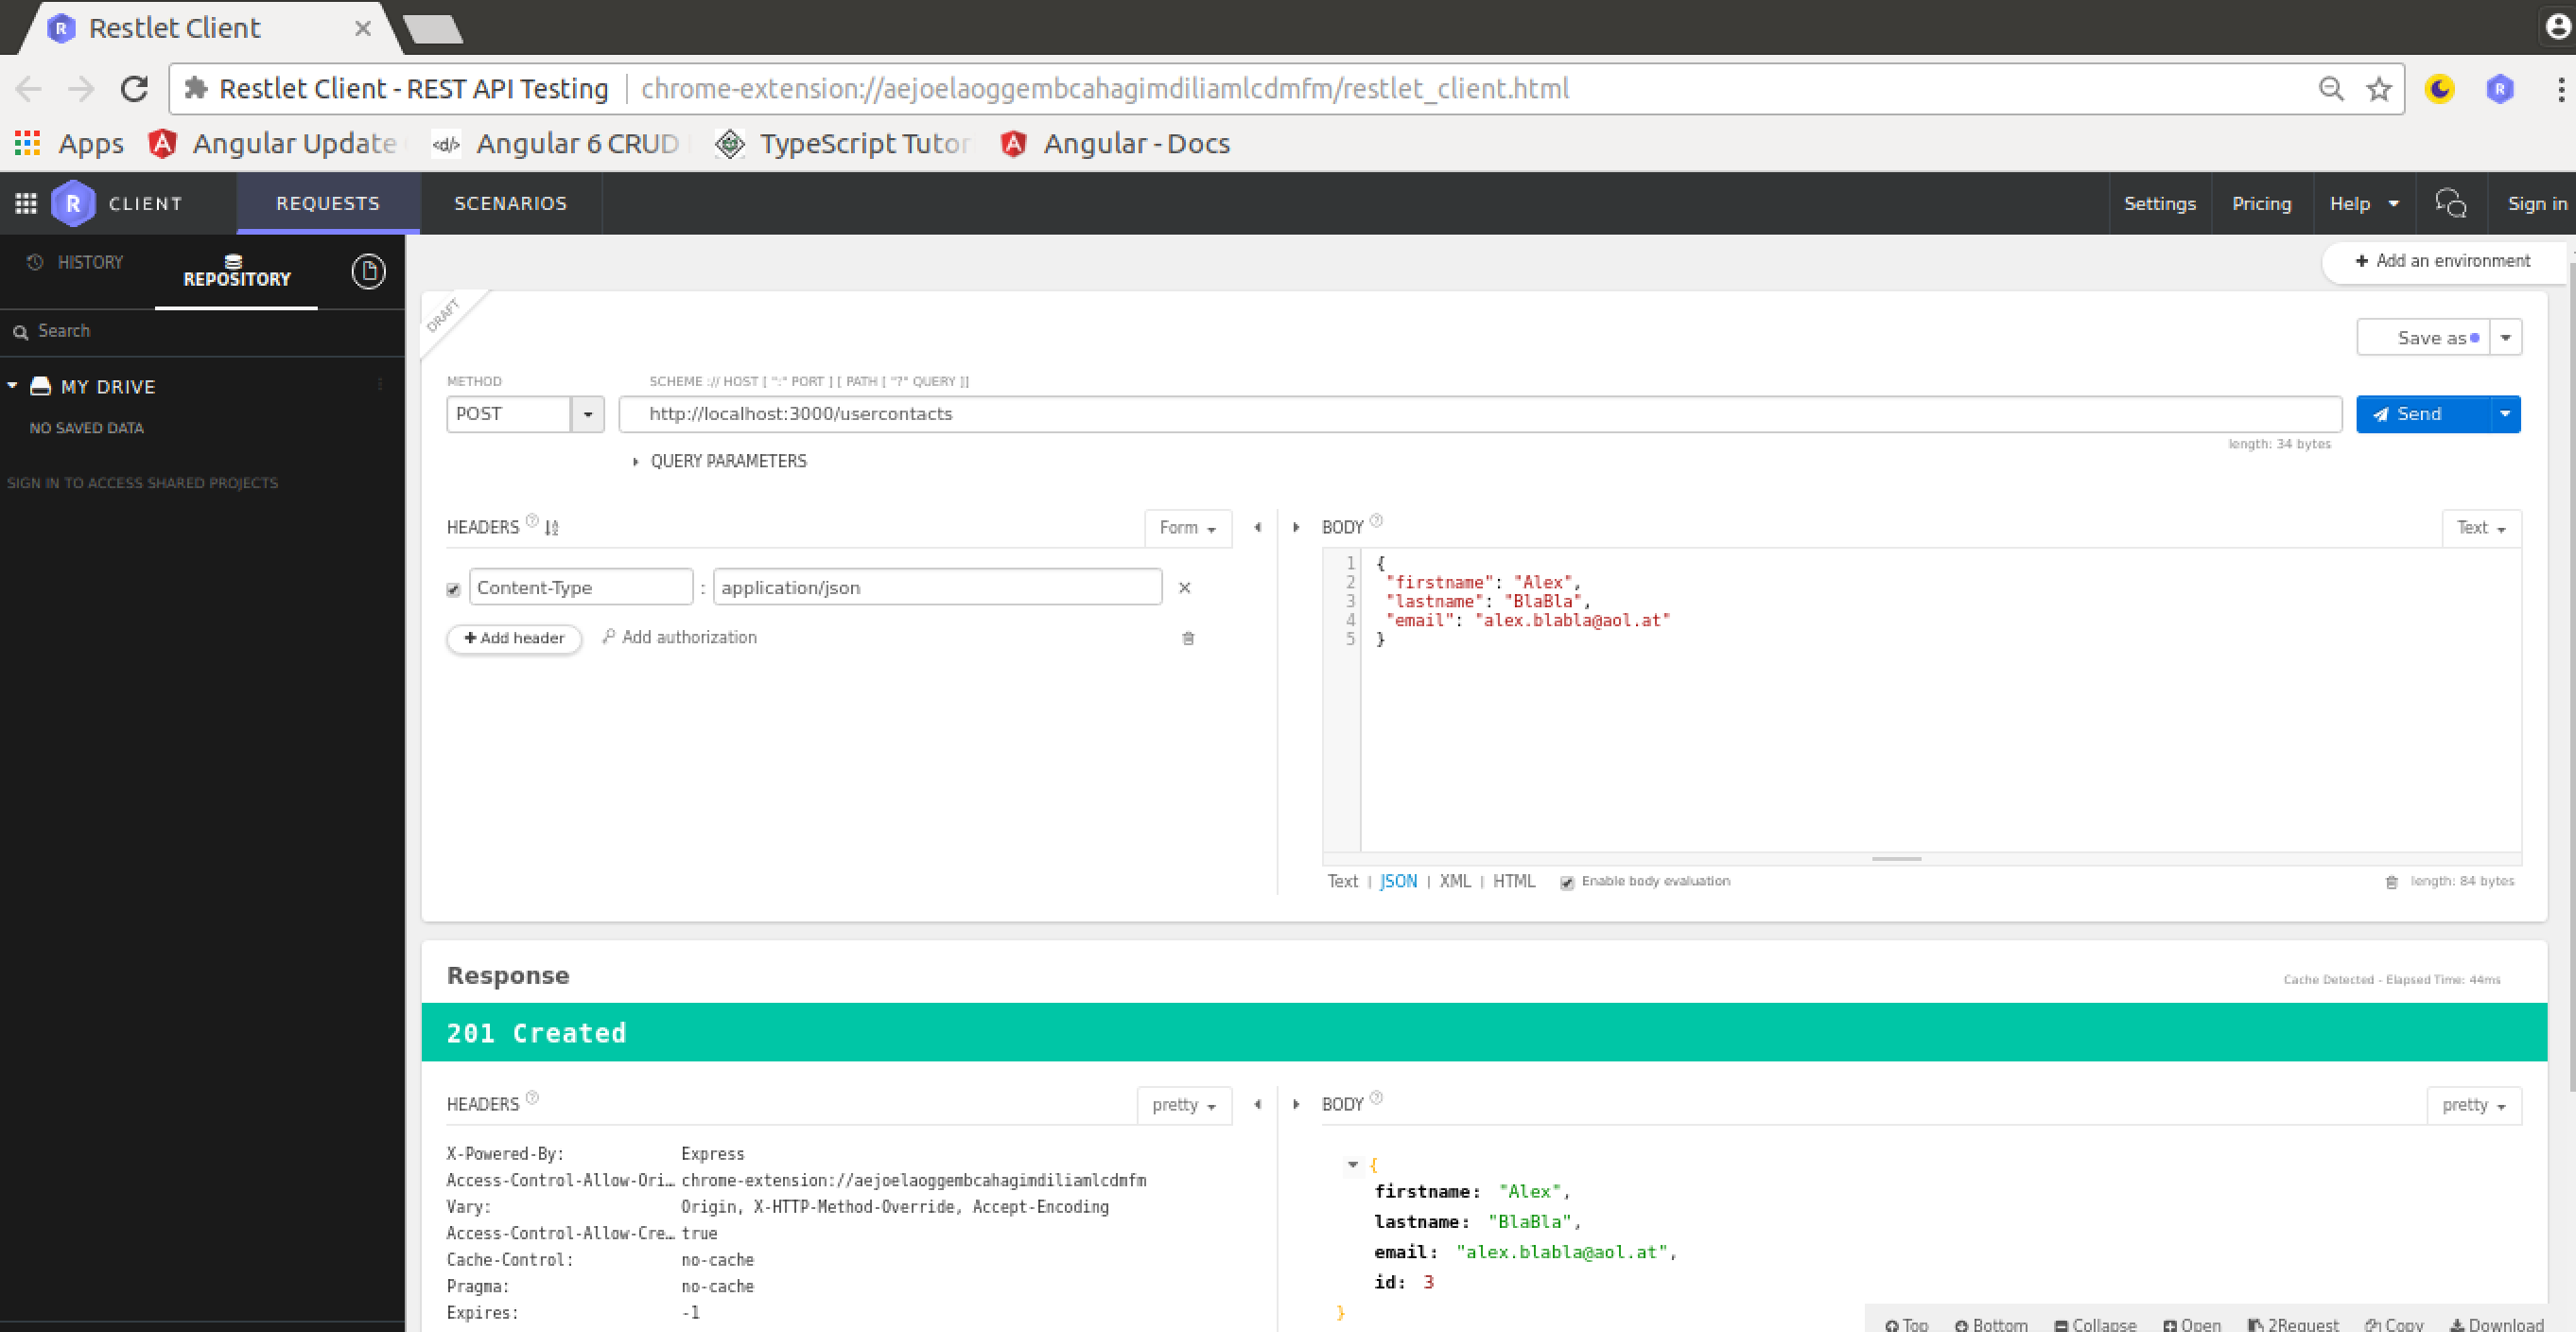 Restlet Client
Restlet Client - REST API Testing chrome-extension://aejoelaoggembcahagimdiliamlcdmfm/restlet_client.html
Apps Angular Update <d/> Angular 6 CRUD TypeScript Tutor Angular - Docs
R CLIENT REQUESTS SCENARIOS Settings Pricing Help Sign in
HISTORY REPOSITORY
+ Add an environment
Search
DRAFT
Save as
MY DRIVE
NO SAVED DATA
SIGN IN TO ACCESS SHARED PROJECTS
METHOD SCHEME :// HOST [ ":" PORT ] [ PATH [ "?" QUERY ]]
POST http://localhost:3000/usercontacts Send
length: 34 bytes
QUERY PARAMETERS
HEADERS Form BODY Text
Content-Type : application/json
+ Add header Add authorization
1 {
2 "firstname": "Alex",
3 "lastname": "BlaBla",
4 "email": "alex.blabla@aol.at"
5 }
Text | JSON | XML | HTML Enable body evaluation length: 84 bytes
Response Cache Detected - Elapsed Time: 44ms
201 Created
HEADERS pretty BODY pretty
X-Powered-By: Express
Access-Control-Allow-Ori… chrome-extension://aejoelaoggembcahagimdiliamlcdmfm
Vary: Origin, X-HTTP-Method-Override, Accept-Encoding
Access-Control-Allow-Cre… true
Cache-Control: no-cache
Pragma: no-cache
Expires: -1
{
firstname: "Alex",
lastname: "BlaBla",
email: "alex.blabla@aol.at",
id: 3
}
Top Bottom Collapse Open 2Request Copy Download